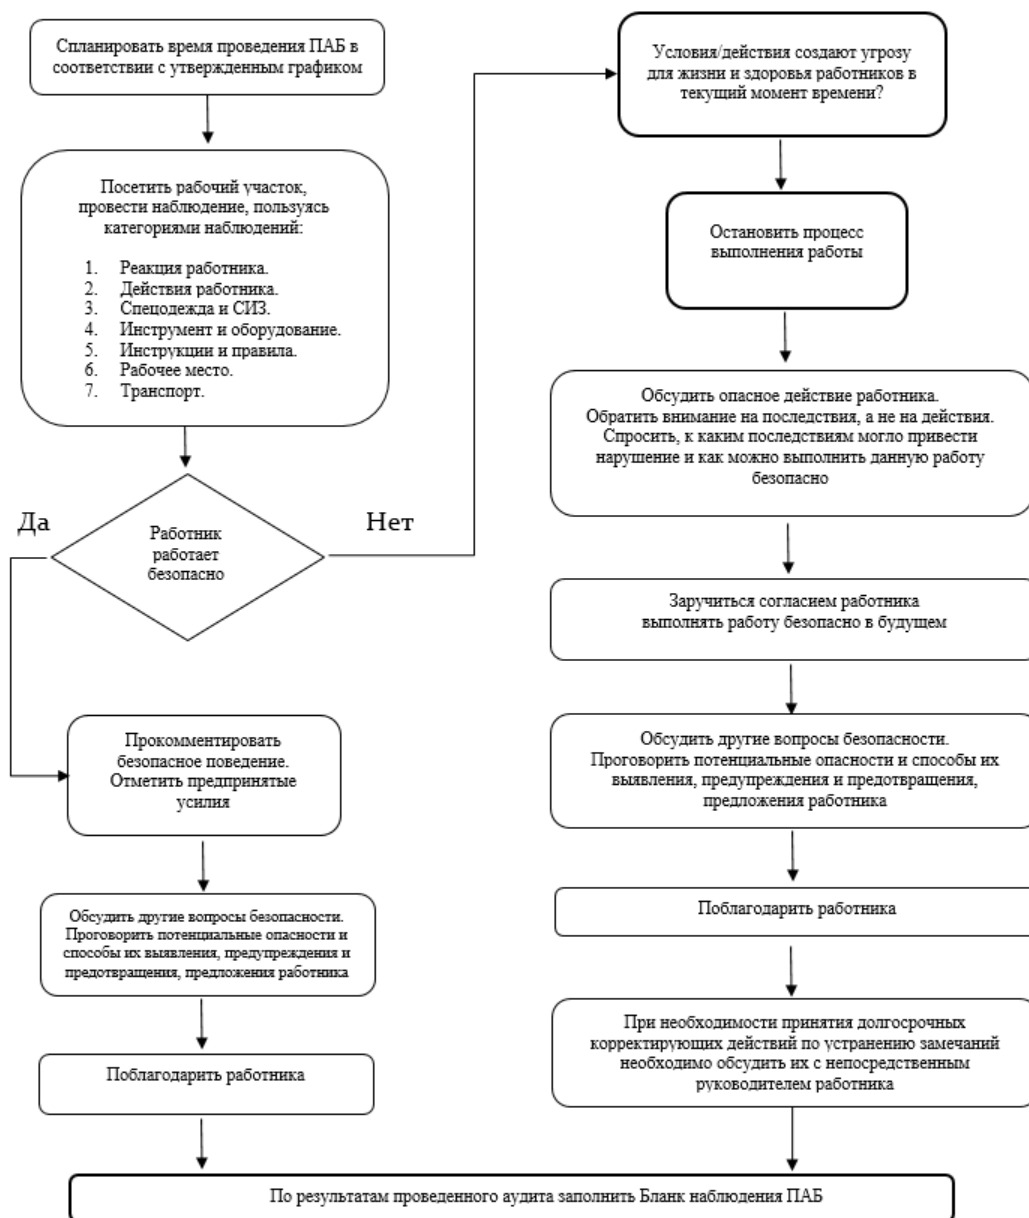 Спланировать время проведения ПАБ в
соответствии с утвержденным графиком
Посетить рабочий участок,
провести наблюдение, пользуясь
категориями наблюдений:
1. Реакция работника.
2. Действия работника.
3. Спецодежда и СИЗ.
4. Инструмент и оборудование.
5. Инструкции и правила.
6. Рабочее место.
7. Транспорт.
Да
Нет
Работник
работает
безопасно
Прокомментировать
безопасное поведение.
Отметить предпринятые
усилия
Обсудить другие вопросы безопасности.
Проговорить потенциальные опасности и
способы их выявления, предупреждения и
предотвращения, предложения работника
Поблагодарить работника
Условия/действия создают угрозу
для жизни и здоровья работников в
текущий момент времени?
Остановить процесс
выполнения работы
Обсудить опасное действие работника.
Обратить внимание на последствия, а не на действия.
Спросить, к каким последствиям могло привести
нарушение и как можно выполнить данную работу
безопасно
Заручиться согласием работника
выполнять работу безопасно в будущем
Обсудить другие вопросы безопасности.
Проговорить потенциальные опасности и способы их
выявления, предупреждения и предотвращения,
предложения работника
Поблагодарить работника
При необходимости принятия долгосрочных
корректирующих действий по устранению замечаний
необходимо обсудить их с непосредственным
руководителем работника
По результатам проведенного аудита заполнить Бланк наблюдения ПАБ